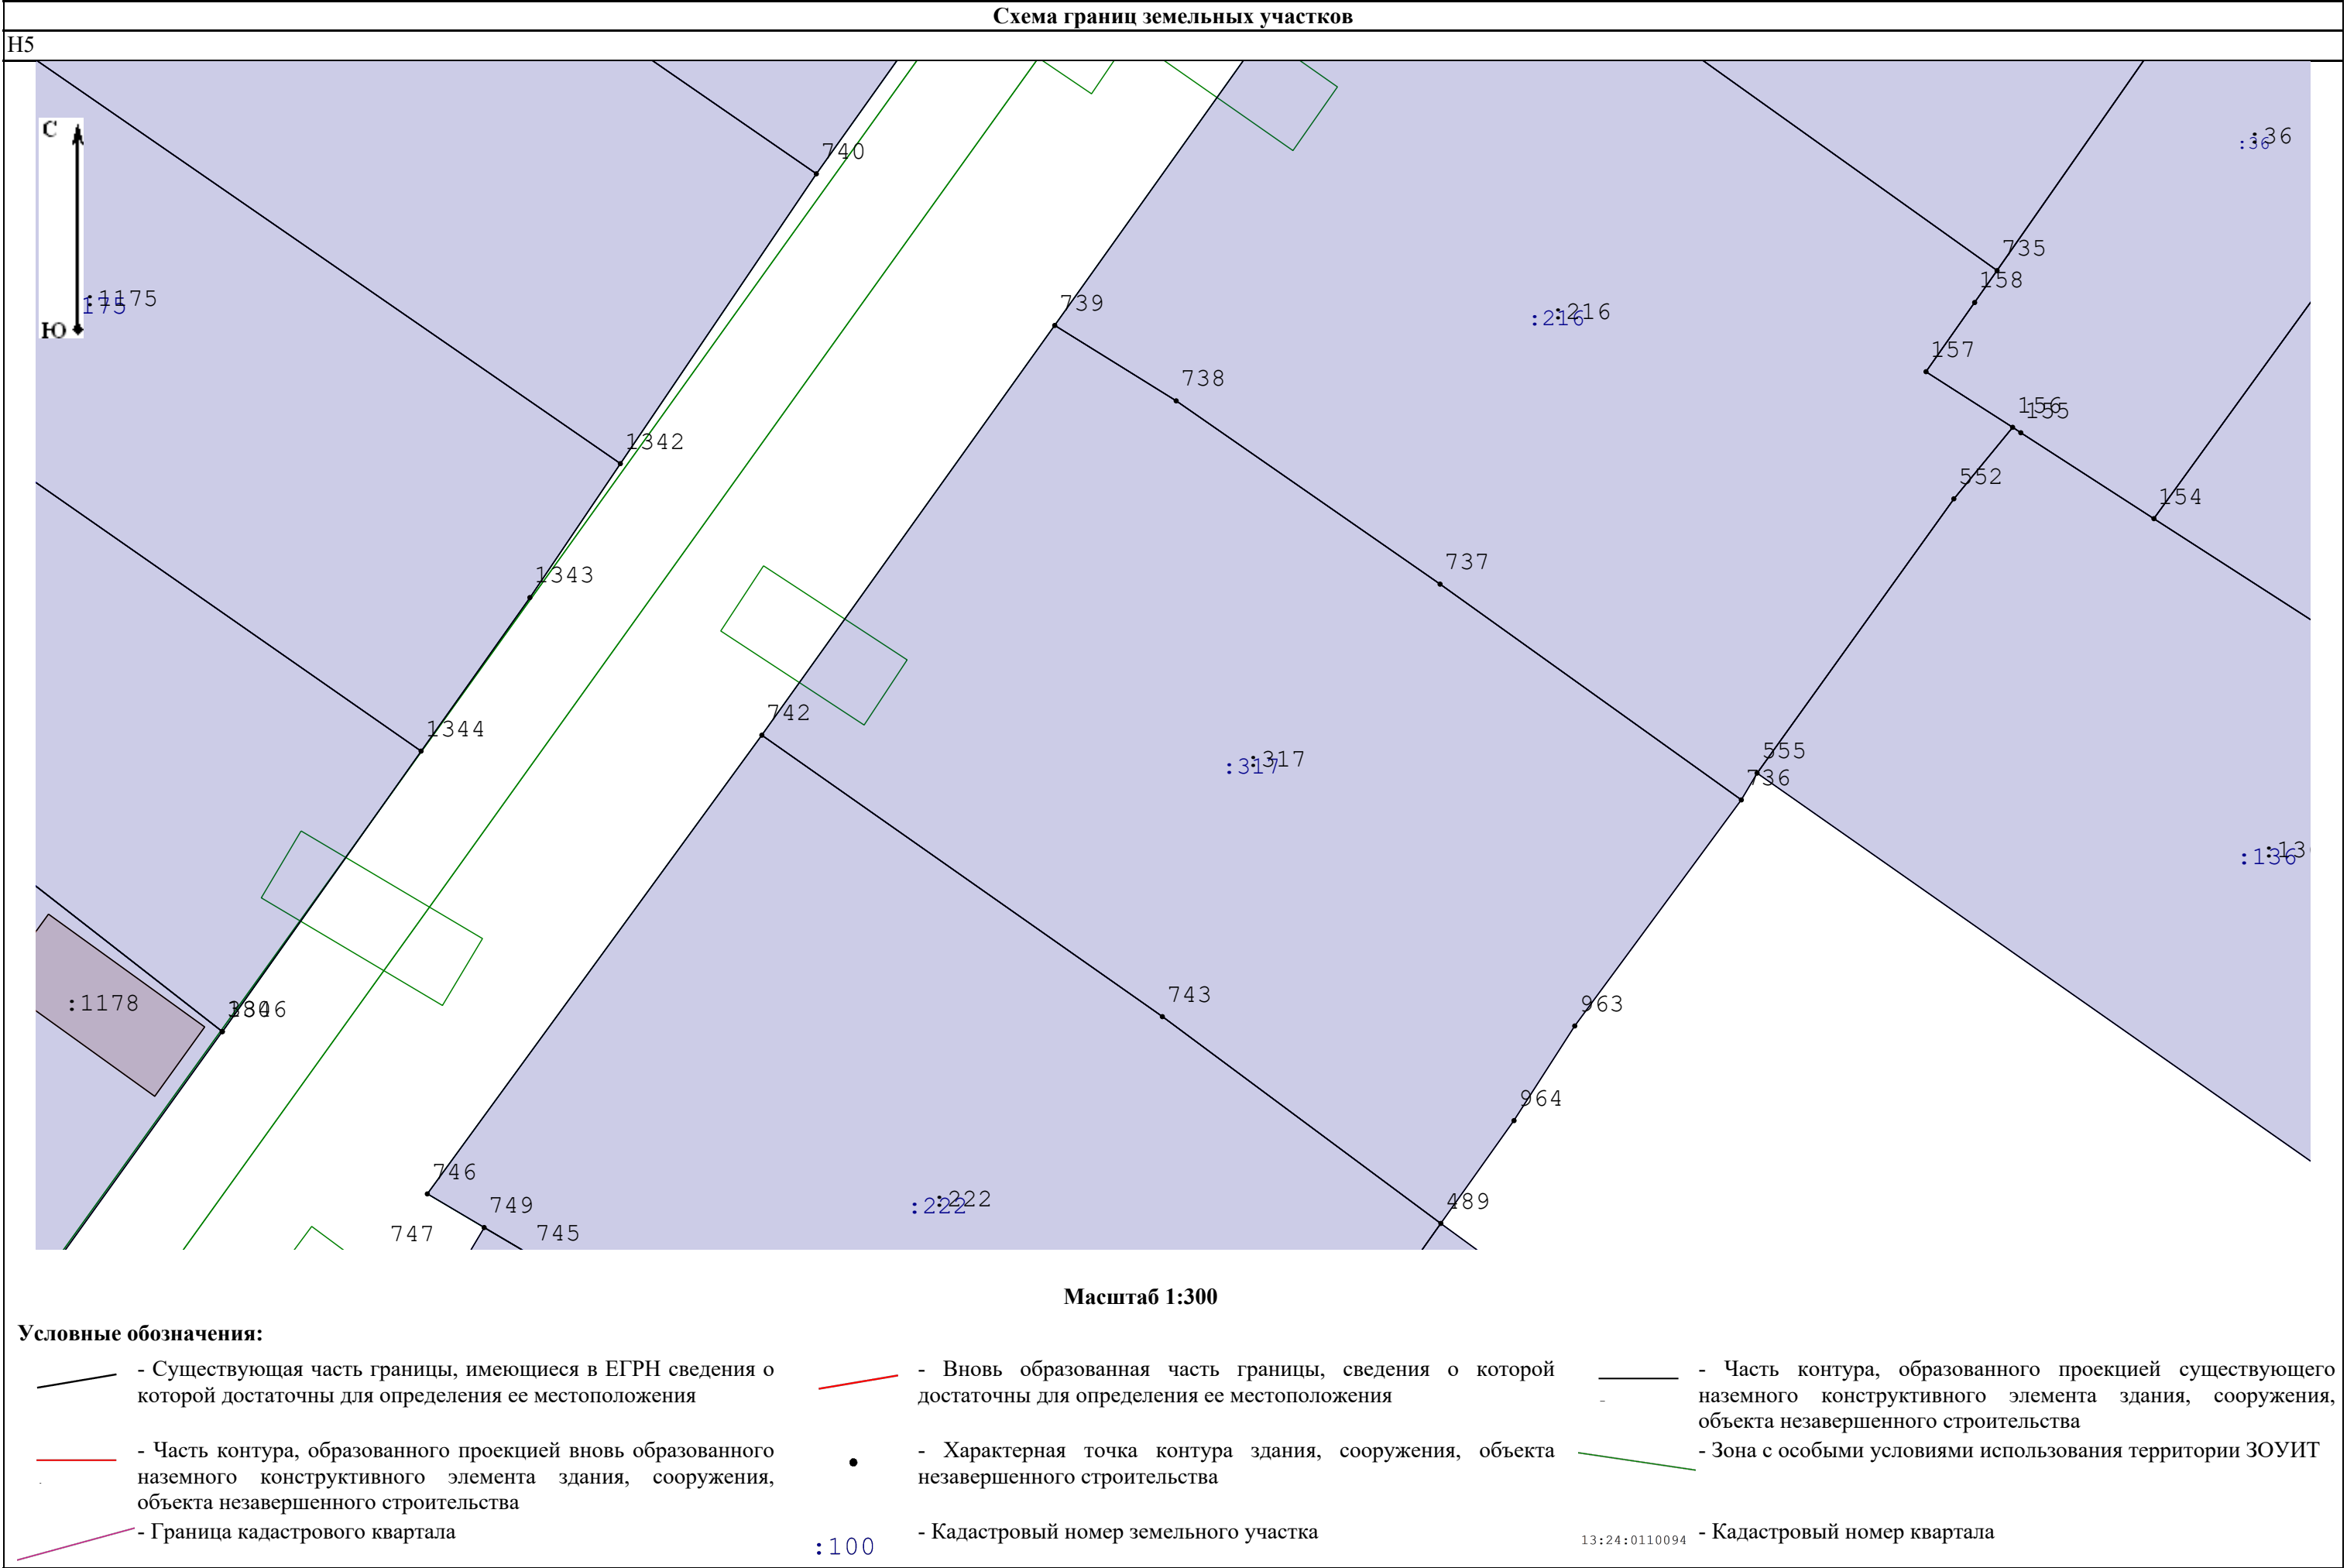 Схема границ земельных участков
Н5
С
Ю
740
:36
:36
735
158
:1175
175
739
:216
:216
157
738
156
155
1342
552
154
737
1343
742
1344
555
736
:317
:317
:136
:13
743
:1178
963
964
746
749
747
745
:222
:222
489
Масштаб 1:300
Условные обозначения:
- Существующая часть границы, имеющиеся в ЕГРН сведения о
которой достаточны для определения ее местоположения
- Вновь образованная часть границы, сведения о которой
достаточны для определения ее местоположения
- Часть контура, образованного проекцией существующего
наземного конструктивного элемента здания, сооружения,
объекта незавершенного строительства
- Часть контура, образованного проекцией вновь образованного
наземного конструктивного элемента здания, сооружения,
объекта незавершенного строительства
- Характерная точка контура здания, сооружения, объекта
незавершенного строительства
- Зона с особыми условиями использования территории ЗОУИТ
- Граница кадастрового квартала
:100
- Кадастровый номер земельного участка
13:24:0110094
- Кадастровый номер квартала